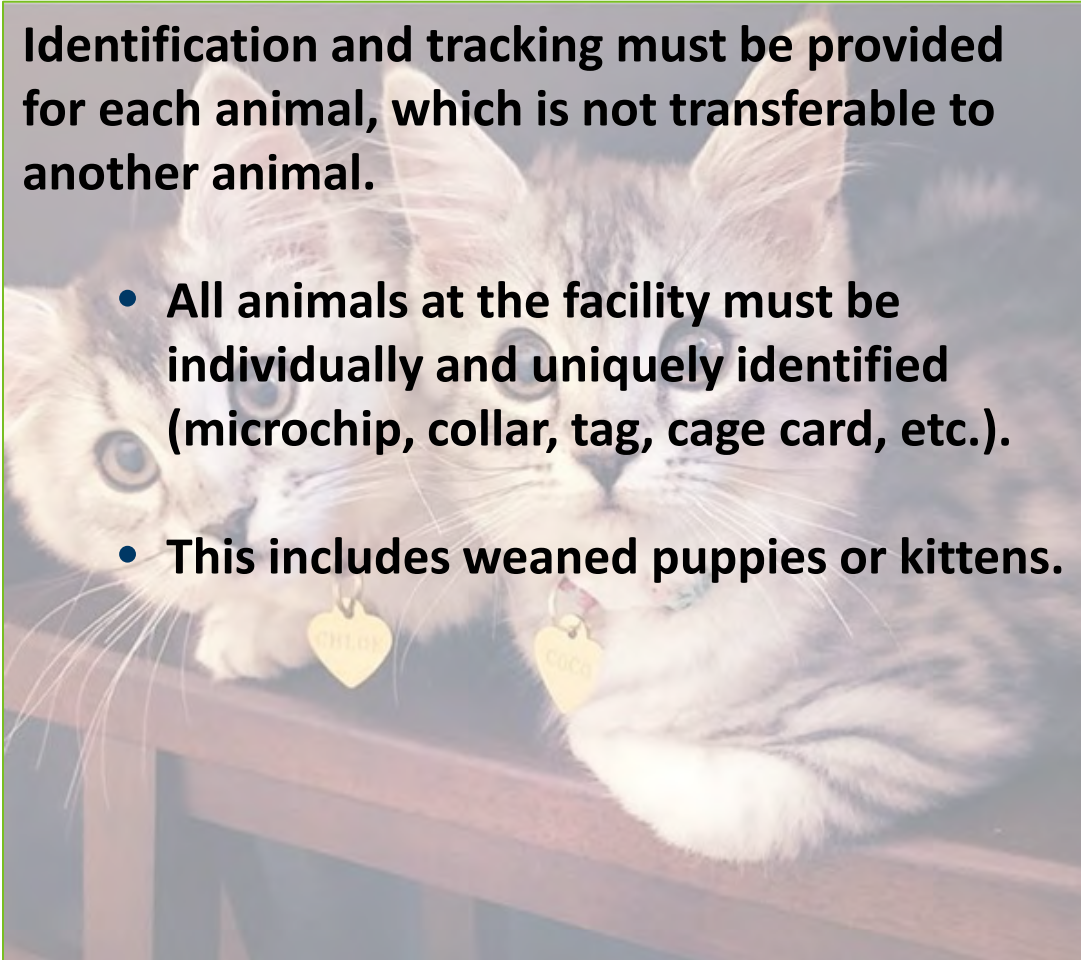 Identification and tracking must be provided
for each animal, which is not transferable to
another animal.
• All animals at the facility must be
individually and uniquely identified
(microchip, collar, tag, cage card, etc.).
• This includes weaned puppies or kittens.
CHLOE
COCO